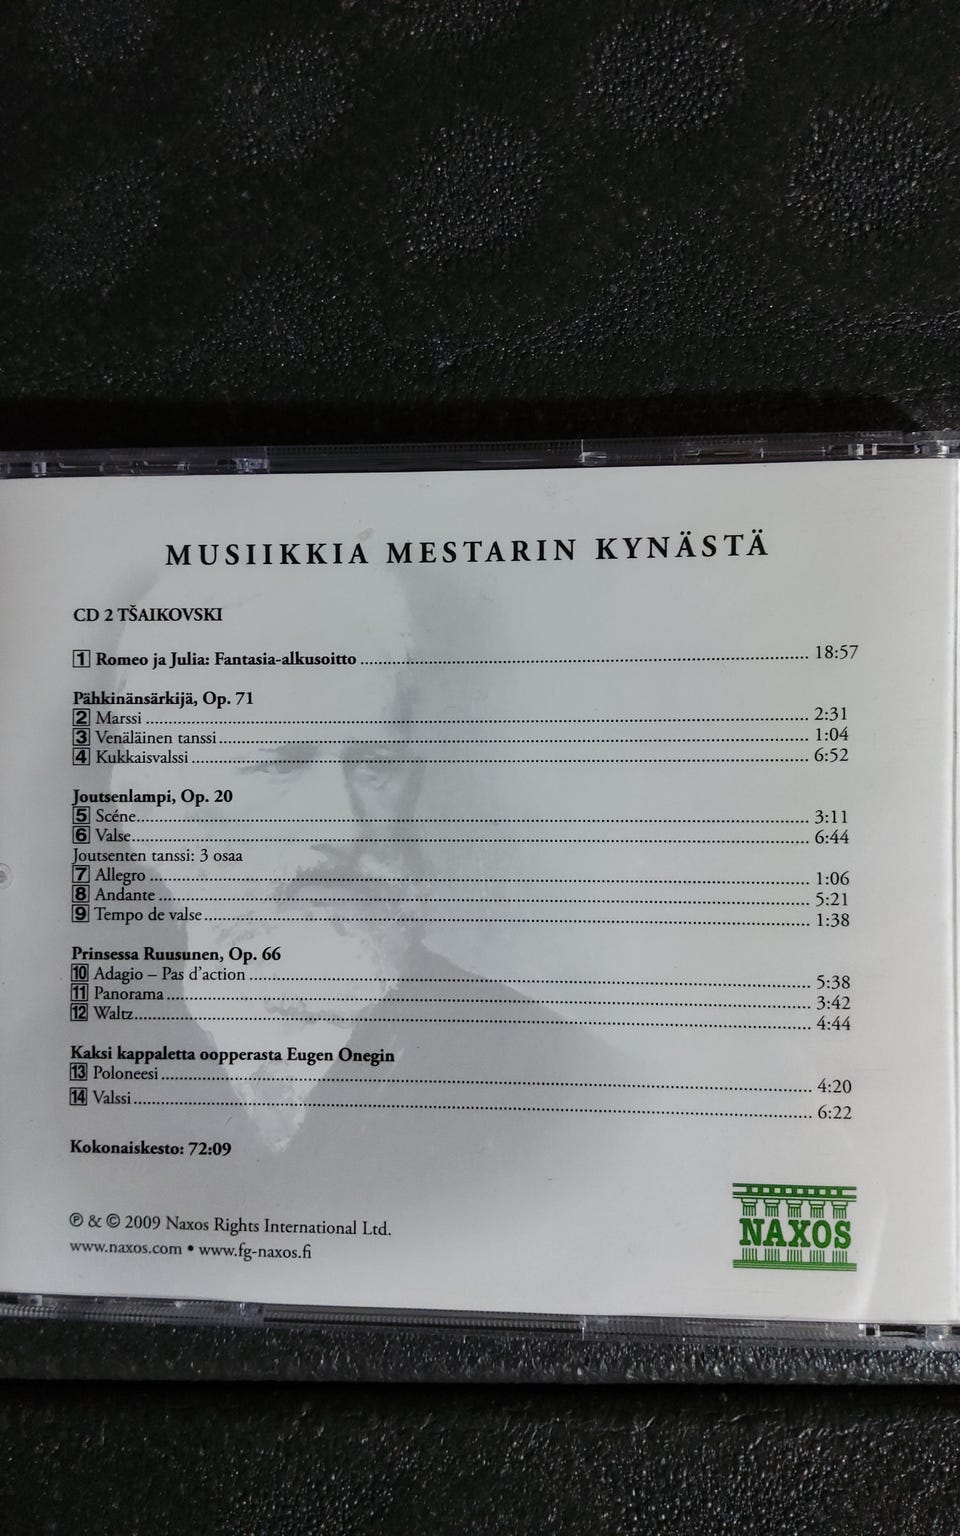 MUSIIKKIA MESTARIN KYNÄSTÄ
CD 2 TŠAIKOVSKI
1 Romeo ja Julia: Fantasia-alkusoitto 18:57
Pähkinänsärkijä, Op. 71
2 Marssi 2:31
3 Venäläinen tanssi 1:04
4 Kukkaisvalssi 6:52
Joutsenlampi, Op. 20
5 Scéne 3:11
6 Valse 6:44
Joutsenten tanssi: 3 osaa
7 Allegro 1:06
8 Andante 5:21
9 Tempo de valse 1:38
Prinsessa Ruusunen, Op. 66
10 Adagio – Pas d'action 5:38
11 Panorama 3:42
12 Waltz 4:44
Kaksi kappaletta oopperasta Eugen Onegin
13 Poloneesi 4:20
14 Valssi 6:22
Kokonaiskesto: 72:09
℗ & © 2009 Naxos Rights International Ltd.
www.naxos.com • www.fg-naxos.fi
NAXOS